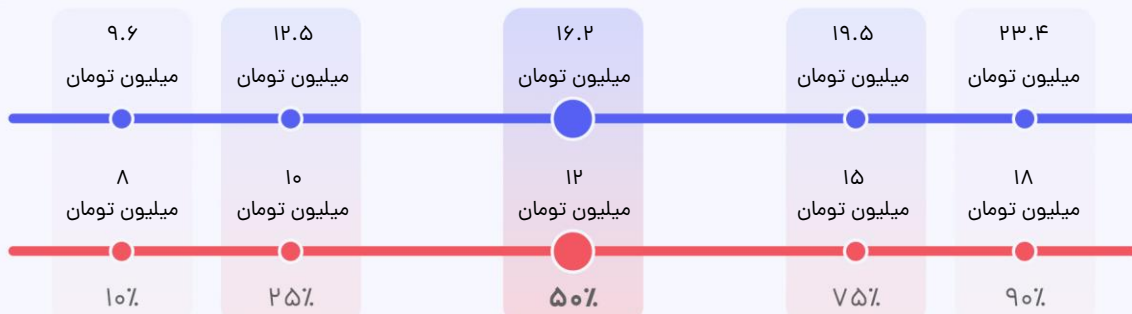 ۹.۶ ۱۲.۵ ۱۶.۲ ۱۹.۵ ۲۳.۴
میلیون تومان میلیون تومان میلیون تومان میلیون تومان میلیون تومان
۸ ۱۰ ۱۲ ۱۵ ۱۸
میلیون تومان میلیون تومان میلیون تومان میلیون تومان میلیون تومان
۱۰٪ ۲۵٪ ۵۰٪ ۷۵٪ ۹۰٪